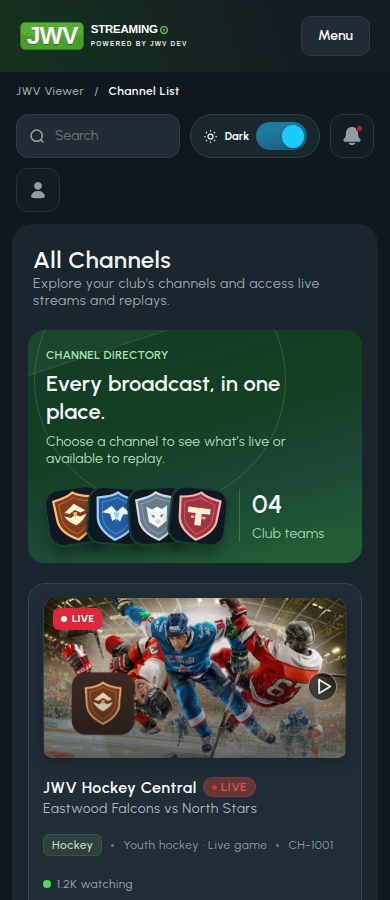 JWV STREAMING
POWERED BY JWV DEV
Menu
JWV Viewer / Channel List
Search
Dark
All Channels
Explore your club's channels and access live
streams and replays.
CHANNEL DIRECTORY
Every broadcast, in one
place.
Choose a channel to see what's live or
available to replay.
04
Club teams
LIVE
JWV Hockey Central LIVE
Eastwood Falcons vs North Stars
Hockey • Youth hockey · Live game • CH-1001
1.2K watching